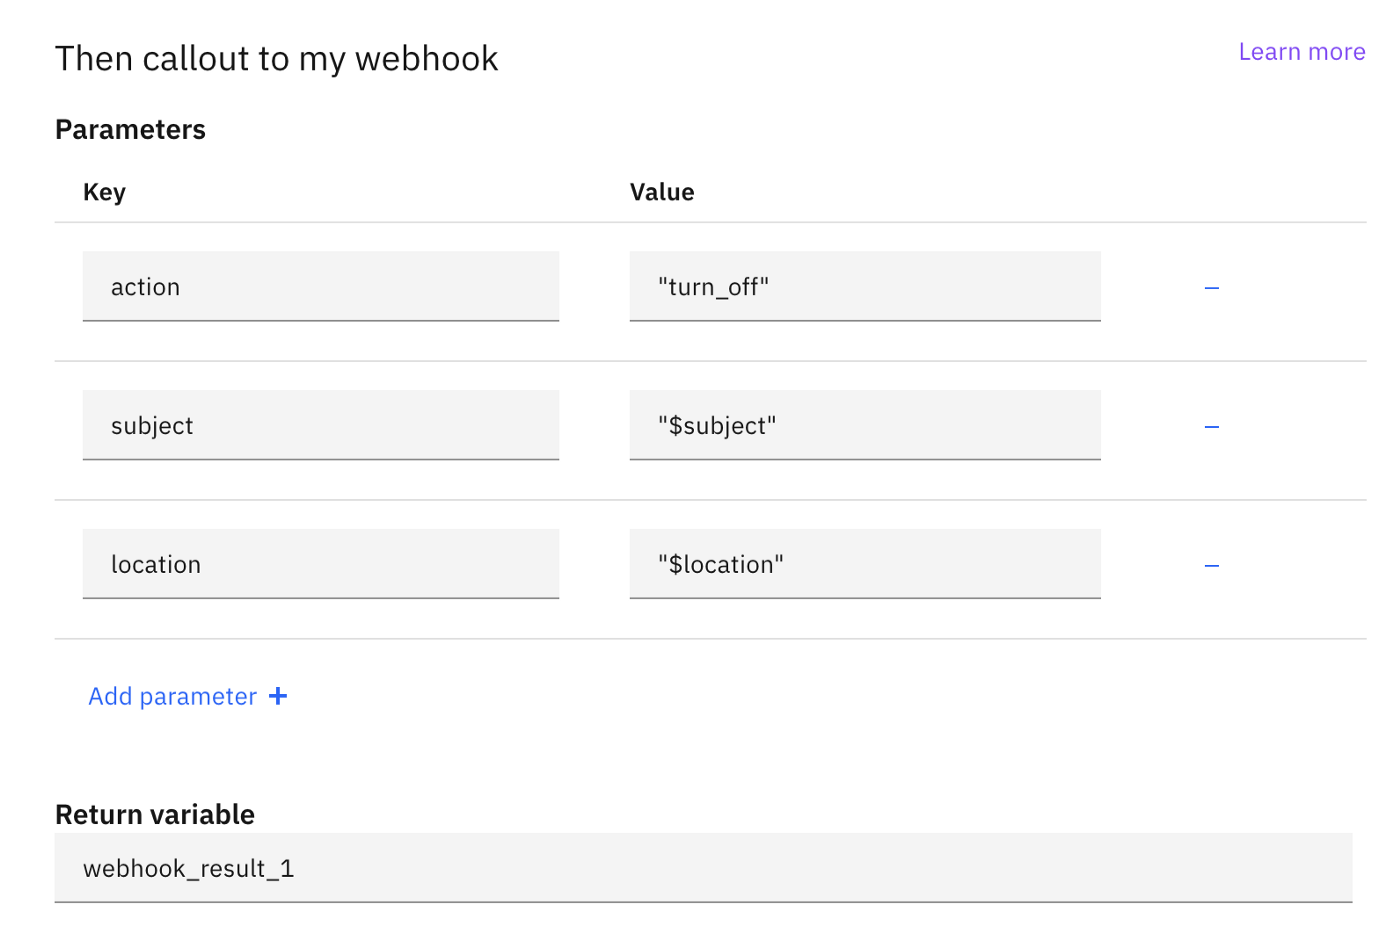 Then callout to my webhook
Learn more
Parameters
Key Value
action "turn_off" –
subject "$subject" –
location "$location" –
Add parameter +
Return variable
webhook_result_1